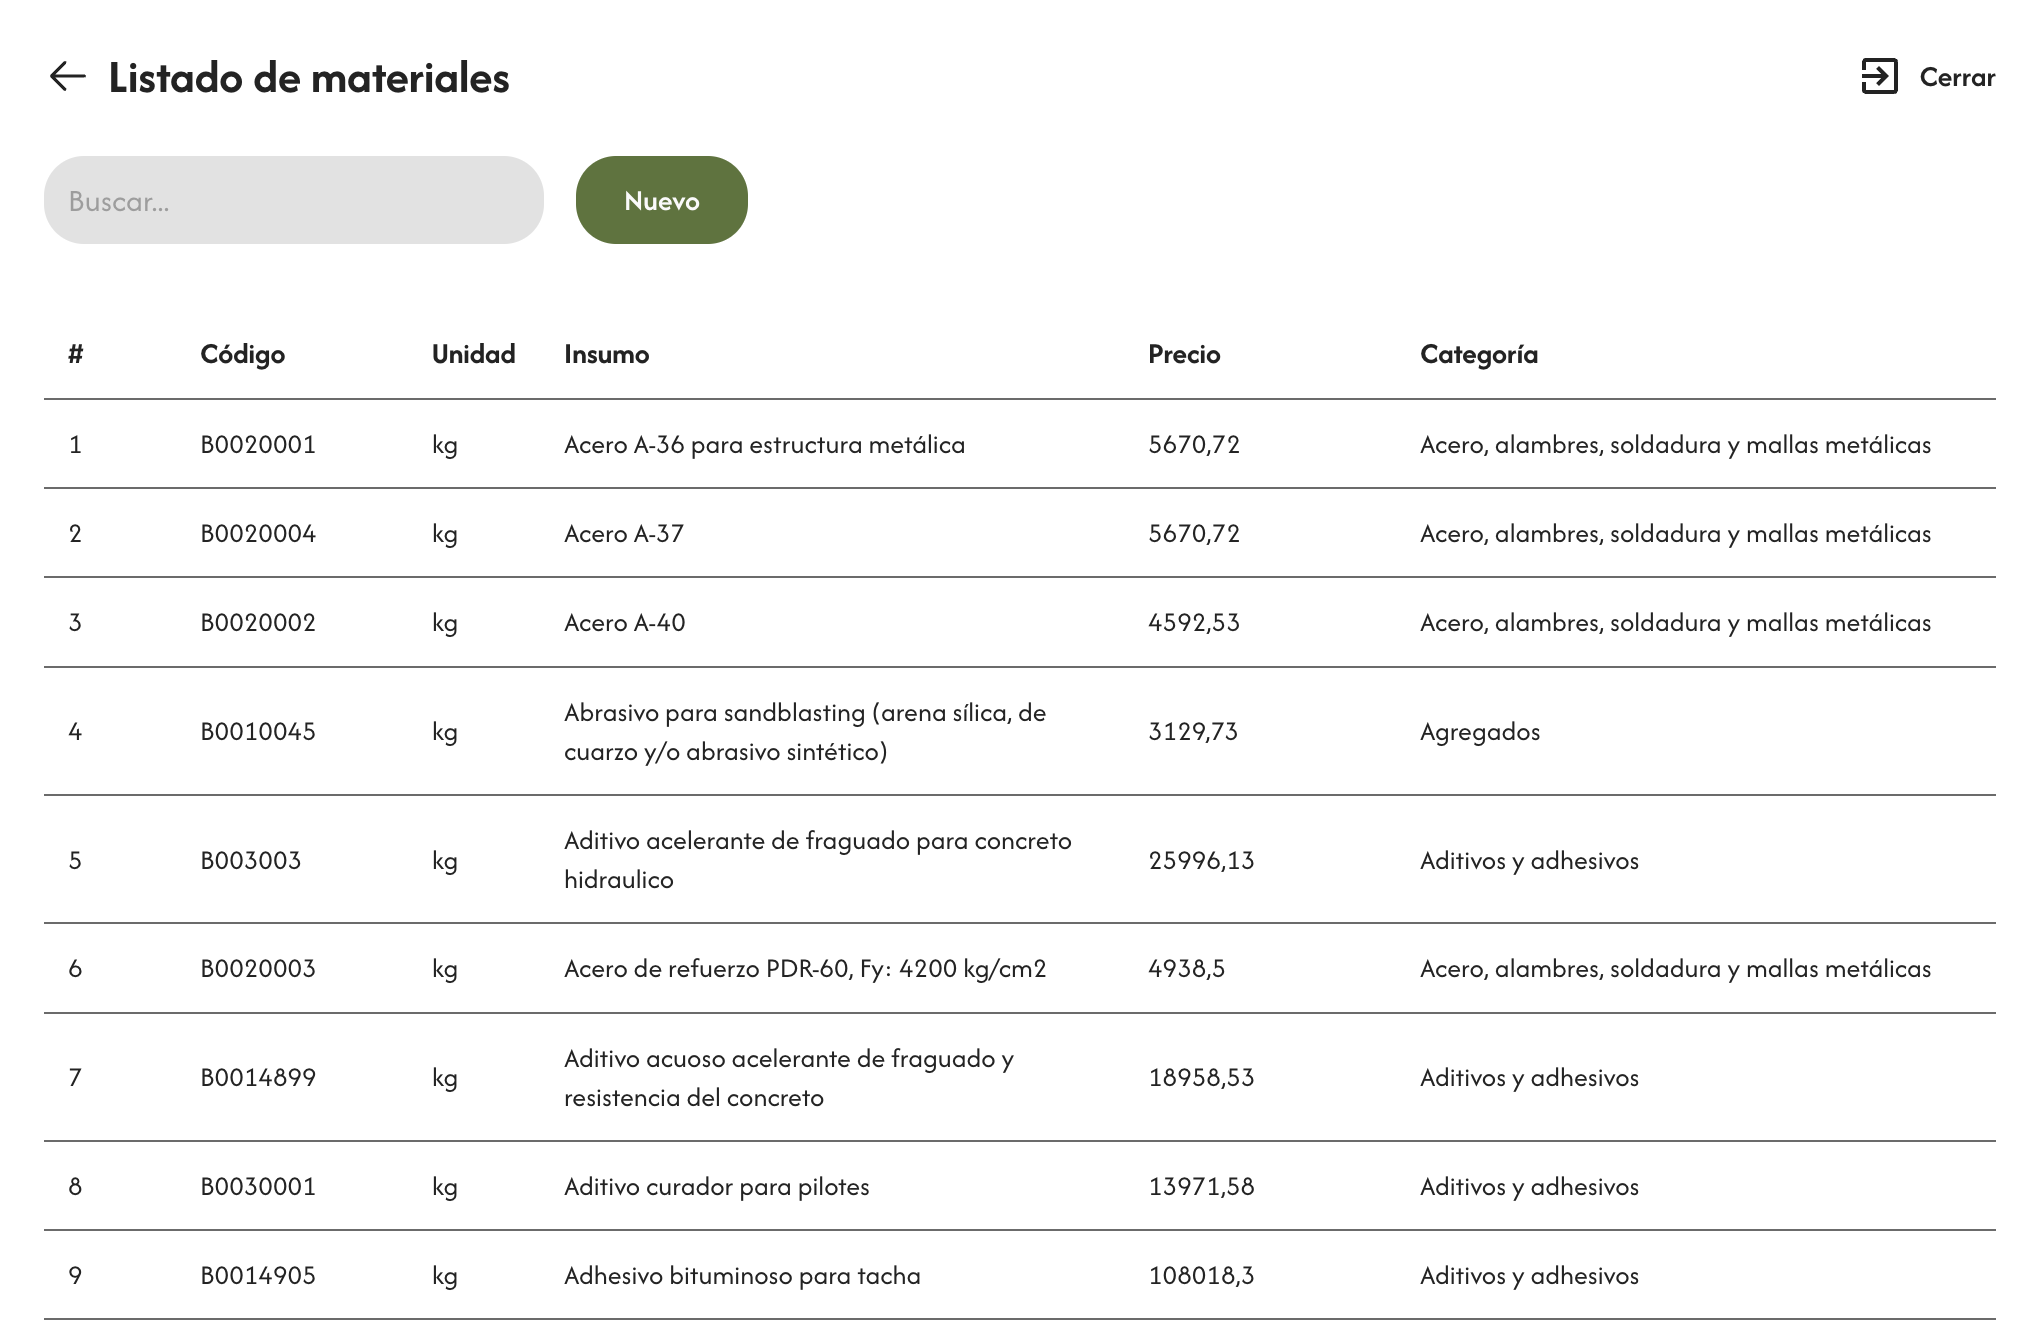 Listado de materiales
Cerrar
Buscar...
Nuevo
# Código Unidad Insumo Precio Categoría
1 B0020001 kg Acero A-36 para estructura metálica 5670,72 Acero, alambres, soldadura y mallas metálicas
2 B0020004 kg Acero A-37 5670,72 Acero, alambres, soldadura y mallas metálicas
3 B0020002 kg Acero A-40 4592,53 Acero, alambres, soldadura y mallas metálicas
4 B0010045 kg Abrasivo para sandblasting (arena sílica, de
cuarzo y/o abrasivo sintético) 3129,73 Agregados
5 B003003 kg Aditivo acelerante de fraguado para concreto
hidraulico 25996,13 Aditivos y adhesivos
6 B0020003 kg Acero de refuerzo PDR-60, Fy: 4200 kg/cm2 4938,5 Acero, alambres, soldadura y mallas metálicas
7 B0014899 kg Aditivo acuoso acelerante de fraguado y
resistencia del concreto 18958,53 Aditivos y adhesivos
8 B0030001 kg Aditivo curador para pilotes 13971,58 Aditivos y adhesivos
9 B0014905 kg Adhesivo bituminoso para tacha 108018,3 Aditivos y adhesivos